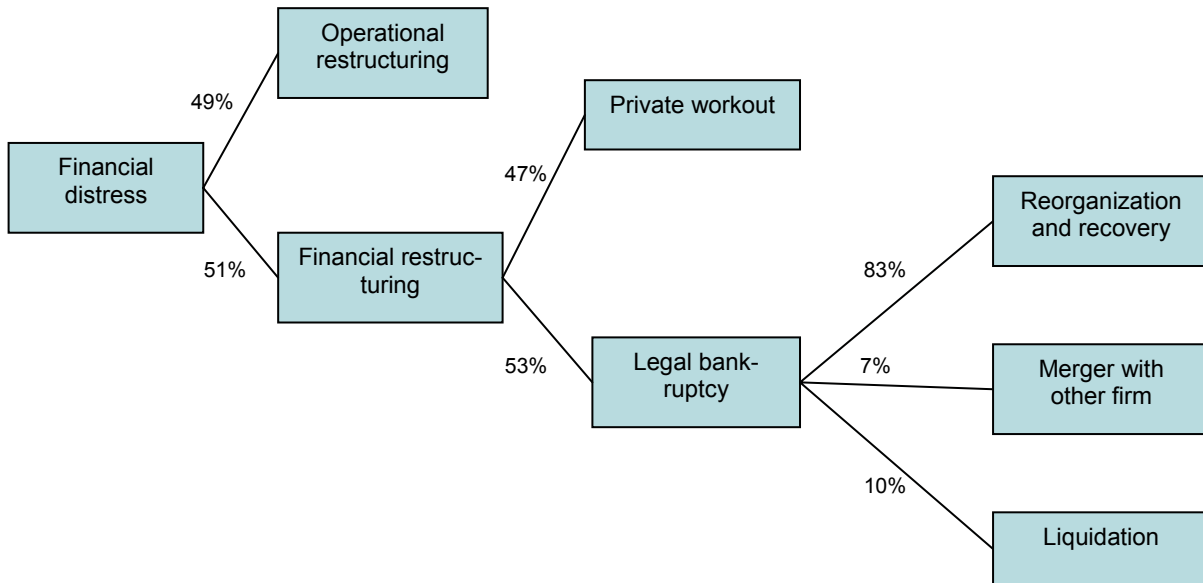 Operational
restructuring
49%
Private workout
Financial
distress
47%
Reorganization
and recovery
51%
Financial restruc-
turing
83%
53%
Legal bank-
ruptcy
7%
Merger with
other firm
10%
Liquidation